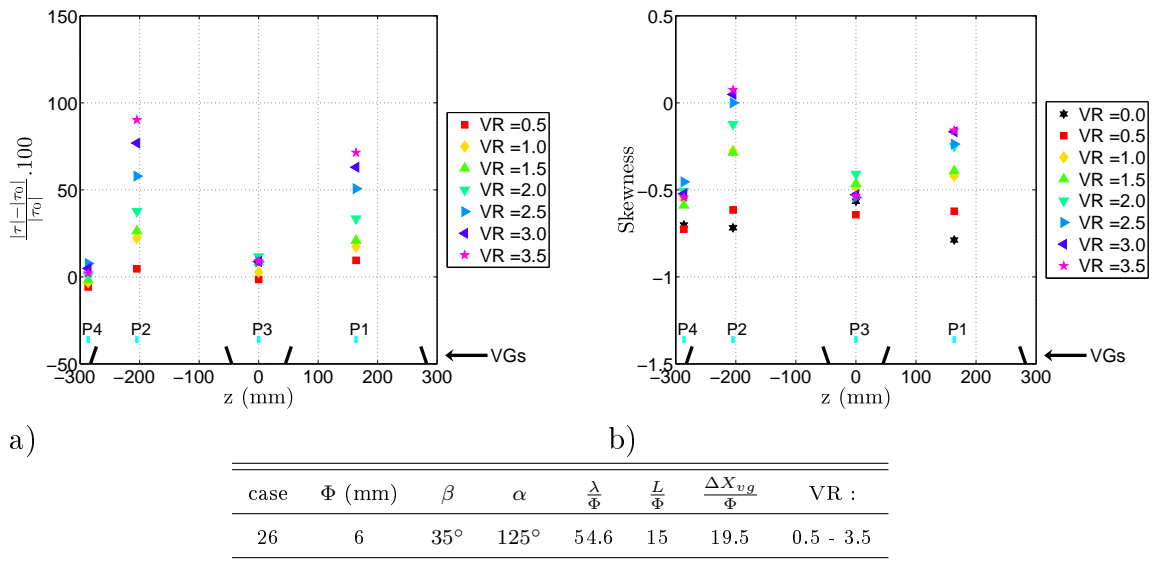 150
100
50
0
−50
−300 −200 −100 0 100 200 300
z (mm)
|τ|−|τ₀| / |τ₀| .100
P4 P2 P3 P1
VGs
VR =0.5
VR =1.0
VR =1.5
VR =2.0
VR =2.5
VR =3.0
VR =3.5
a)
0.5
0
−0.5
−1
−1.5
−300 −200 −100 0 100 200 300
z (mm)
Skewness
P4 P2 P3 P1
VGs
VR =0.0
VR =0.5
VR =1.0
VR =1.5
VR =2.0
VR =2.5
VR =3.0
VR =3.5
b)
case Φ (mm) β α λ/Φ L/Φ ΔX_vg/Φ VR :
26 6 35° 125° 54.6 15 19.5 0.5 - 3.5